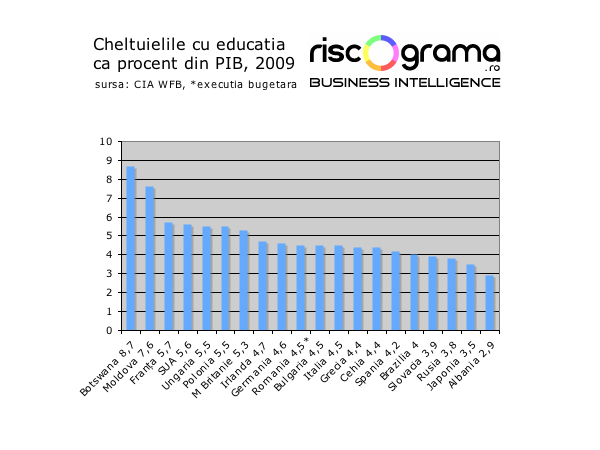 Cheltuielile cu educatia
ca procent din PIB, 2009
sursa: CIA WFB, *executia bugetara
riscograma
.ro
BUSINESS INTELLIGENCE
10
9
8
7
6
5
4
3
2
1
0
Botswana 8,7
Moldova 7,6
Franța 5,7
SUA 5,6
Ungaria 5,5
Polonia 5,5
M Britanie 5,3
Irlanda 4,7
Germania 4,6
Romania 4,5*
Bulgaria 4,5
Italia 4,5
Grecia 4,4
Cehia 4,4
Spania 4,2
Brazilia 4
Slovacia 3,9
Rusia 3,8
Japonia 3,5
Albania 2,9